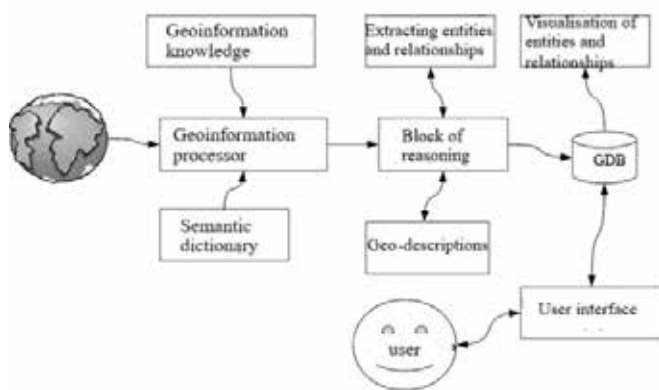 Geoinformation
knowledge
Extracting entities
and relationships
Visualisation of
entities and
relationships
Geoinformation
processor
Block of
reasoning
GDB
Semantic
dictionary
Geo-descriptions
User interface
user